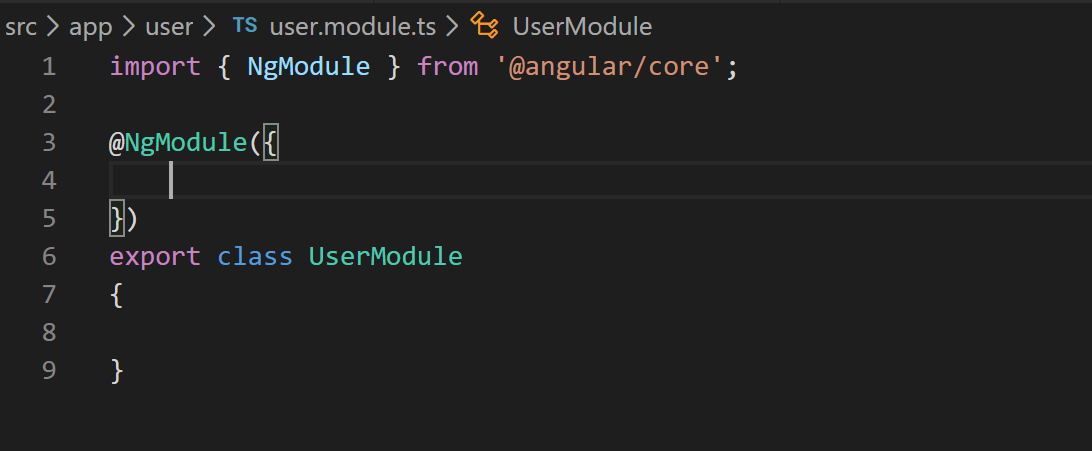 src > app > user > TS user.module.ts > UserModule
1 import { NgModule } from '@angular/core';
2
3 @NgModule({
4
5 })
6 export class UserModule
7 {
8
9 }